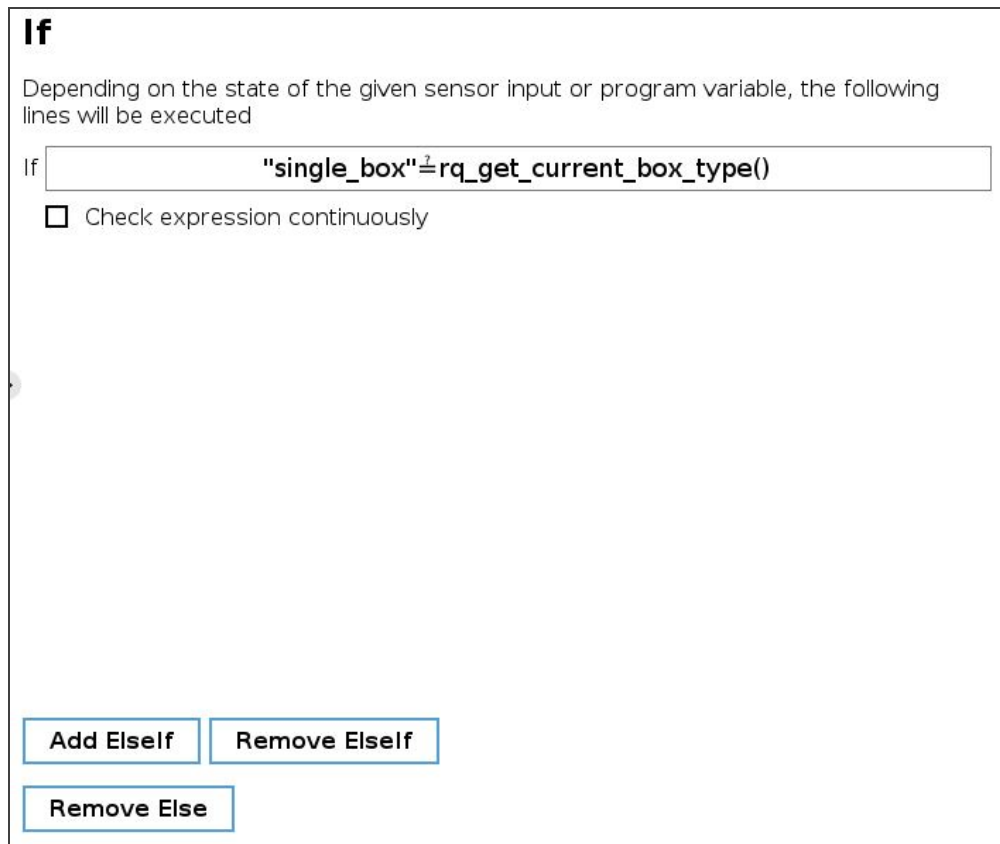 If
Depending on the state of the given sensor input or program variable, the following
lines will be executed
If "single_box"≟rq_get_current_box_type()
Check expression continuously
Add ElseIf Remove ElseIf
Remove Else